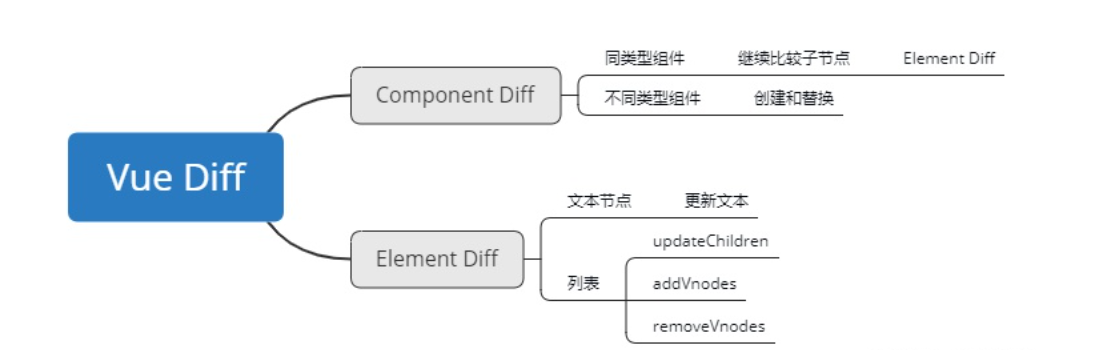 Vue Diff
Component Diff
同类型组件 继续比较子节点 Element Diff
不同类型组件 创建和替换
Element Diff
文本节点 更新文本
列表
updateChildren
addVnodes
removeVnodes